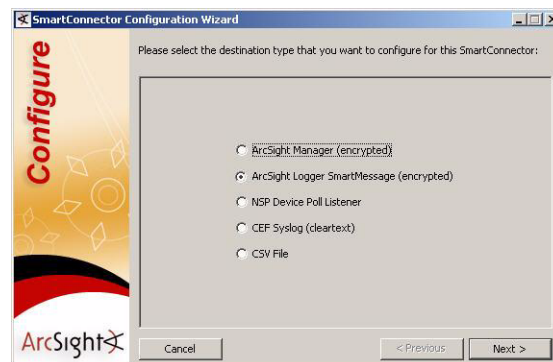 SmartConnector Configuration Wizard
Configure
Please select the destination type that you want to configure for this SmartConnector:
ArcSight Manager (encrypted)
ArcSight Logger SmartMessage (encrypted)
NSP Device Poll Listener
CEF Syslog (cleartext)
CSV File
ArcSight
Cancel
< Previous
Next >